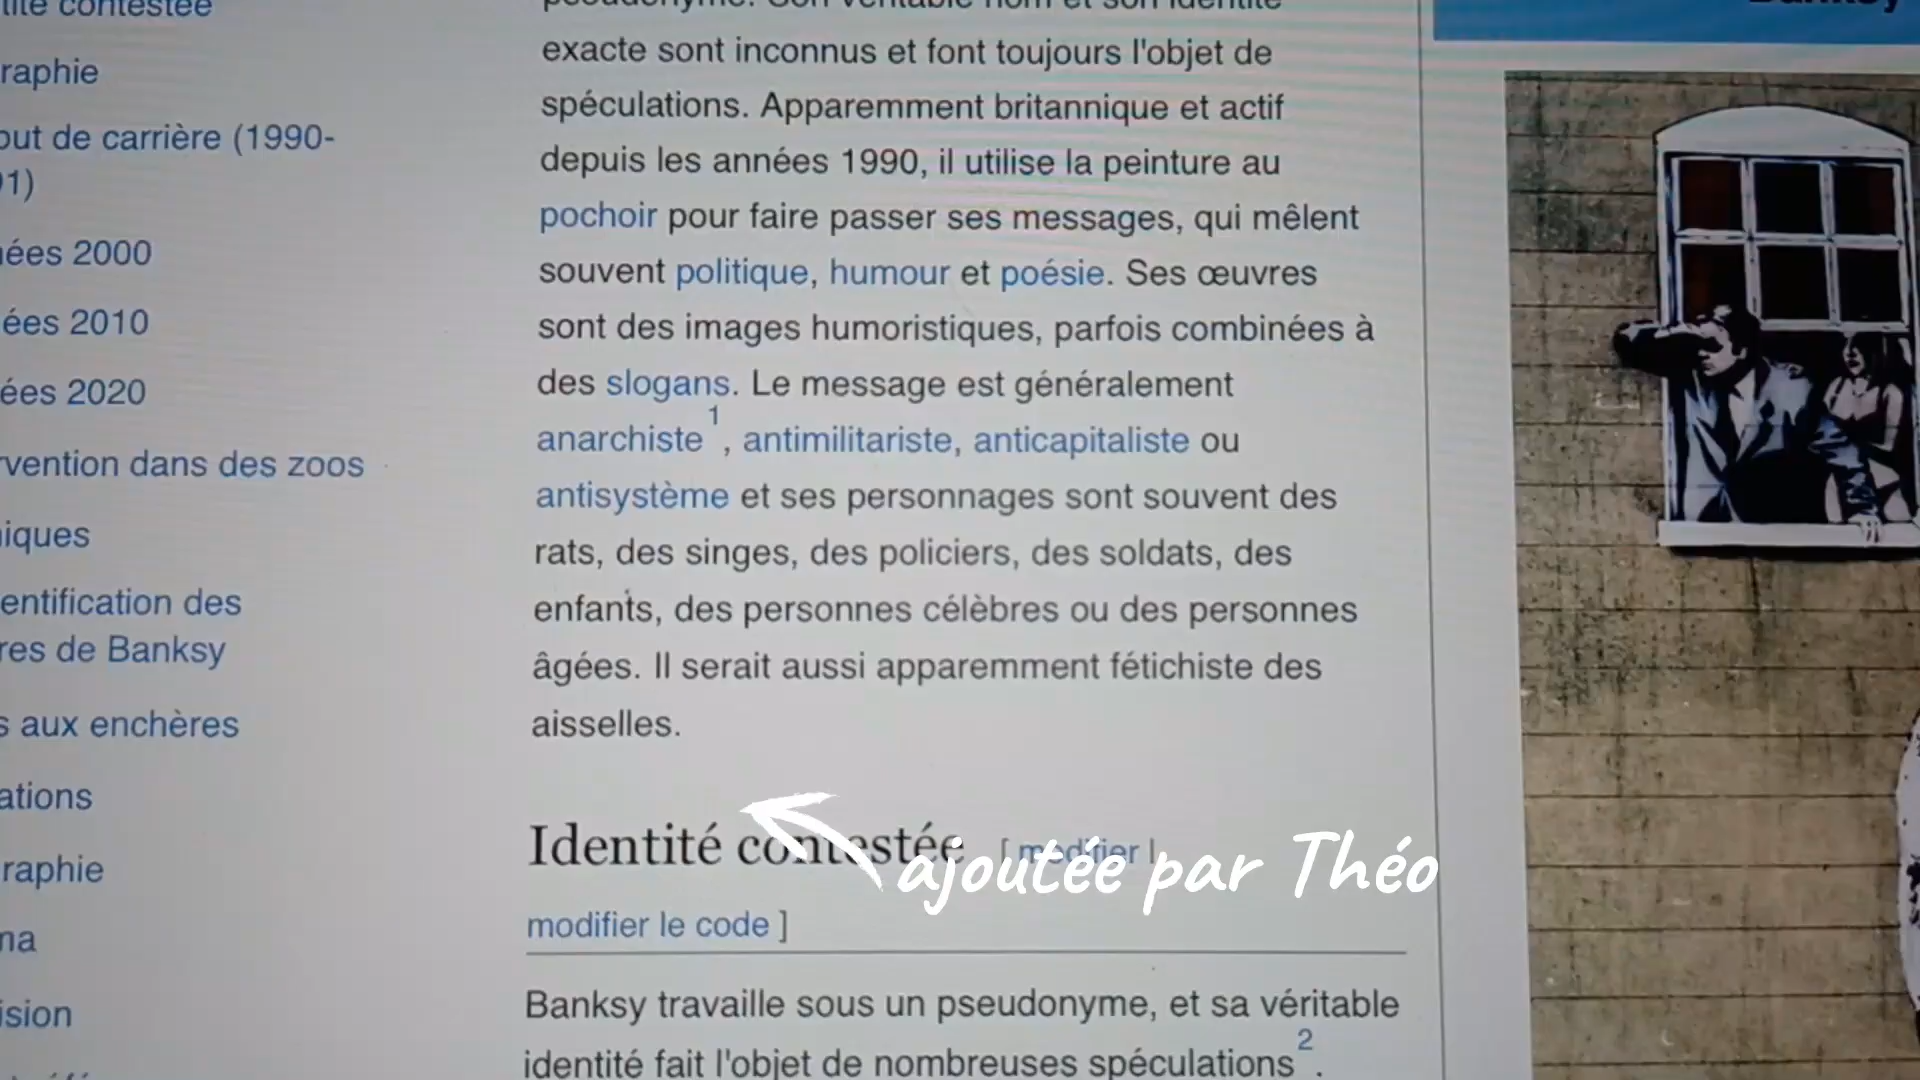 raphie
out de carrière (1990-
ées 2000
ées 2010
ées 2020
vention dans des zoos
iques
entification des
res de Banksy
s aux enchères
ations
raphie
ma
ision
exacte sont inconnus et font toujours l'objet de
spéculations. Apparemment britannique et actif
depuis les années 1990, il utilise la peinture au
pochoir pour faire passer ses messages, qui mêlent
souvent politique, humour et poésie. Ses œuvres
sont des images humoristiques, parfois combinées à
des slogans. Le message est généralement
anarchiste 1, antimilitariste, anticapitaliste ou
antisystème et ses personnages sont souvent des
rats, des singes, des policiers, des soldats, des
enfants, des personnes célèbres ou des personnes
âgées. Il serait aussi apparemment fétichiste des
aisselles.
Identité contestée [ modifier |
modifier le code ]
ajoutée par Théo
Banksy travaille sous un pseudonyme, et sa véritable
identité fait l'objet de nombreuses spéculations 2.